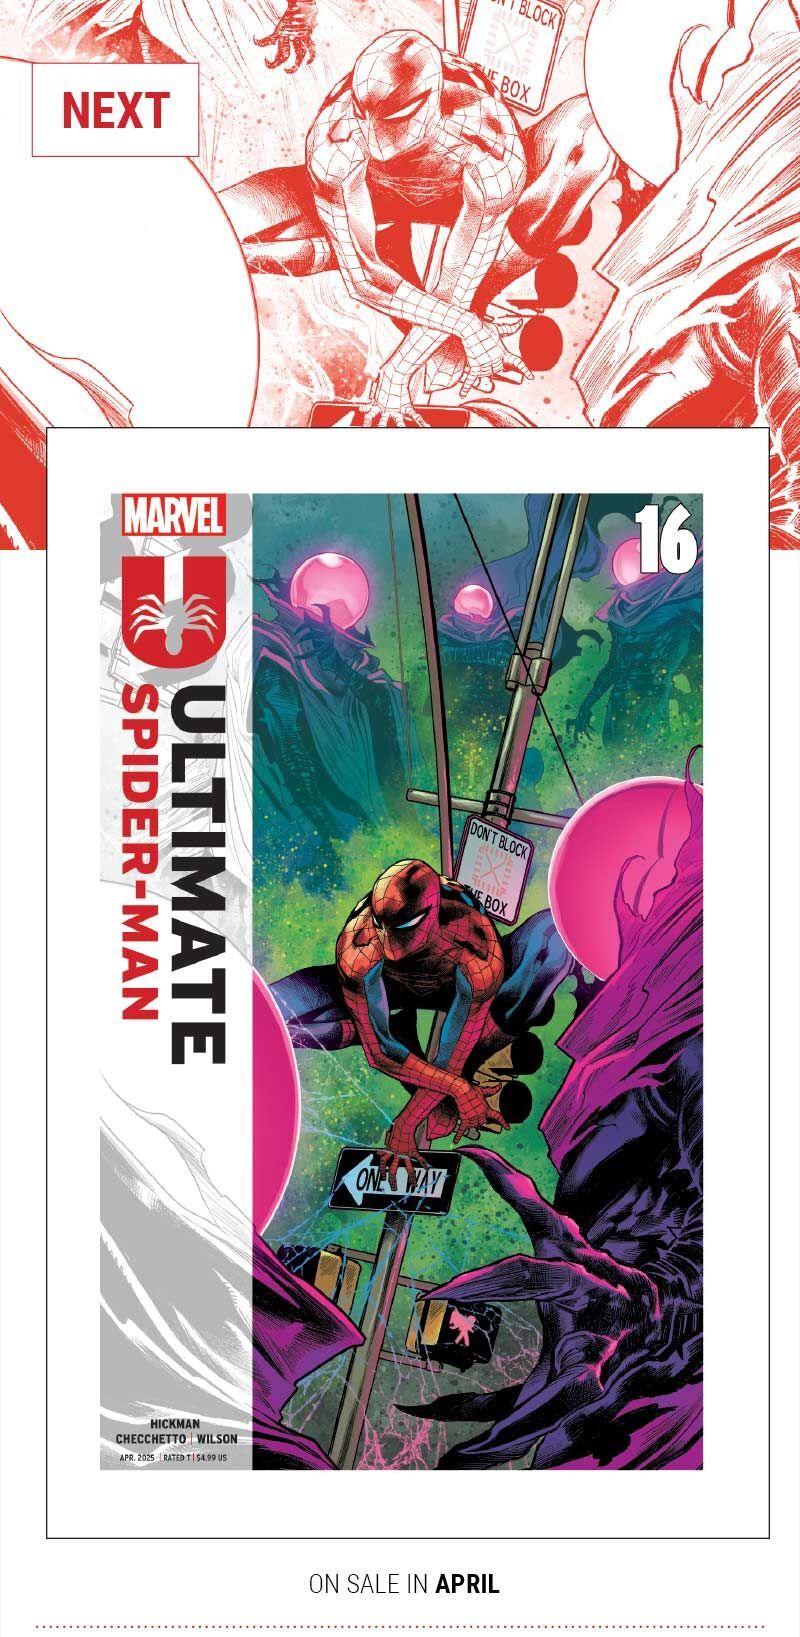 DON'T BLOCK
THE BOX
NEXT
MARVEL
16
ULTIMATE
SPIDER-MAN
DON'T BLOCK
THE BOX
ONE WAY
HICKMAN
CHECCHETTO | WILSON
APR. 2025 | RATED T | $4.99 US
ON SALE IN APRIL